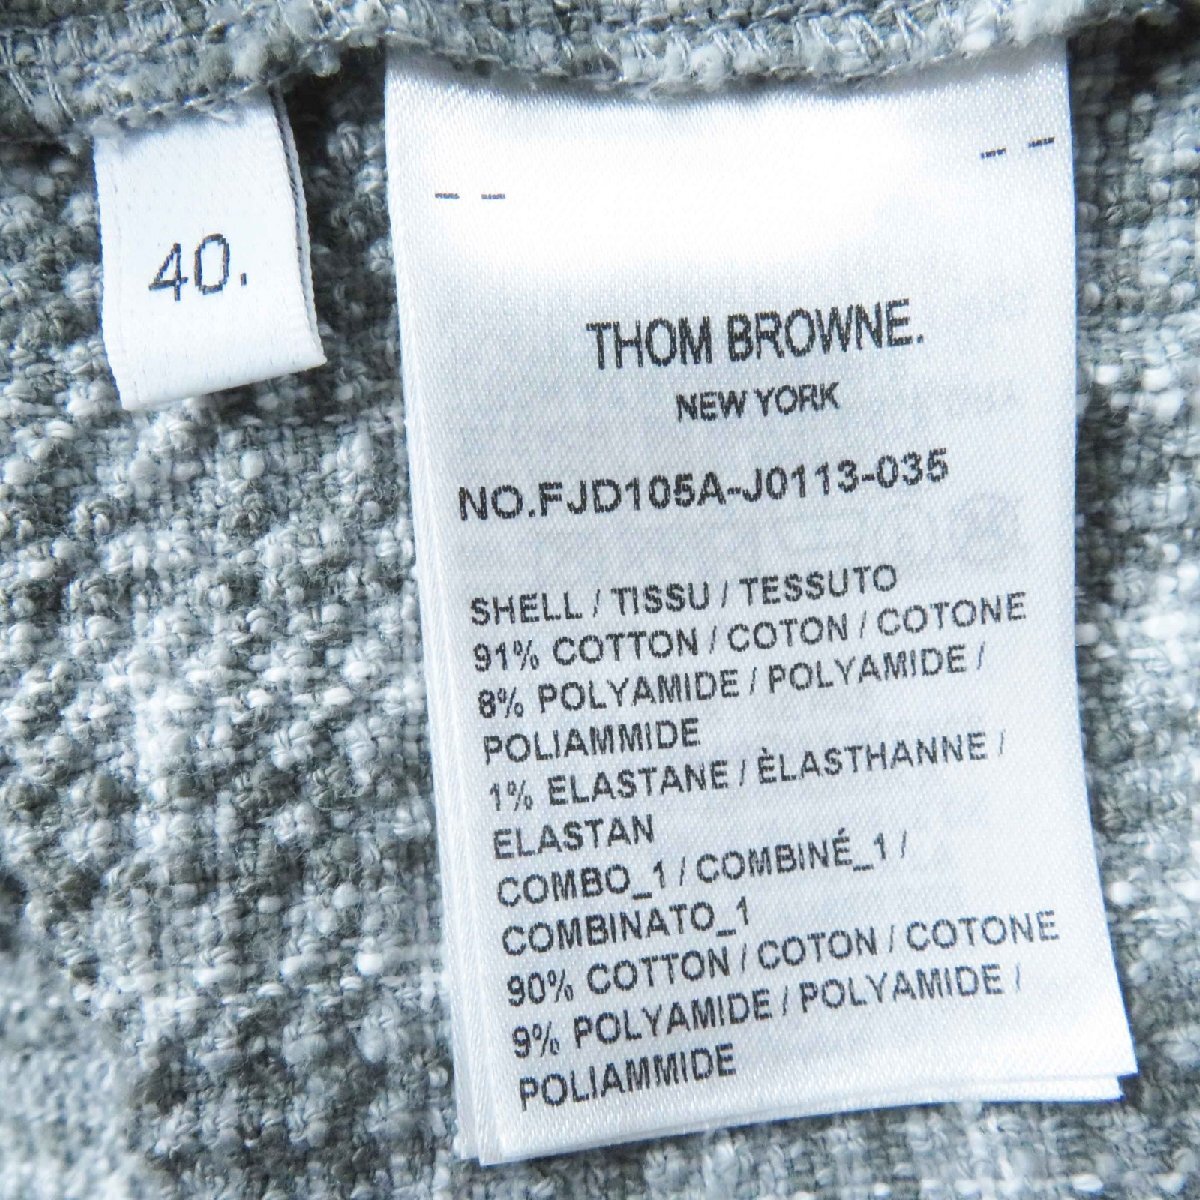 40.
THOM BROWNE.
NEW YORK
NO.FJD105A-J0113-035
SHELL / TISSU / TESSUTO
91% COTTON / COTON / COTONE
8% POLYAMIDE / POLYAMIDE /
POLIAMMIDE
1% ELASTANE / ÈLASTHANNE /
ELASTAN
COMBO_1 / COMBINÉ_1 /
COMBINATO_1
90% COTTON / COTON / COTONE
9% POLYAMIDE / POLYAMIDE /
POLIAMMIDE